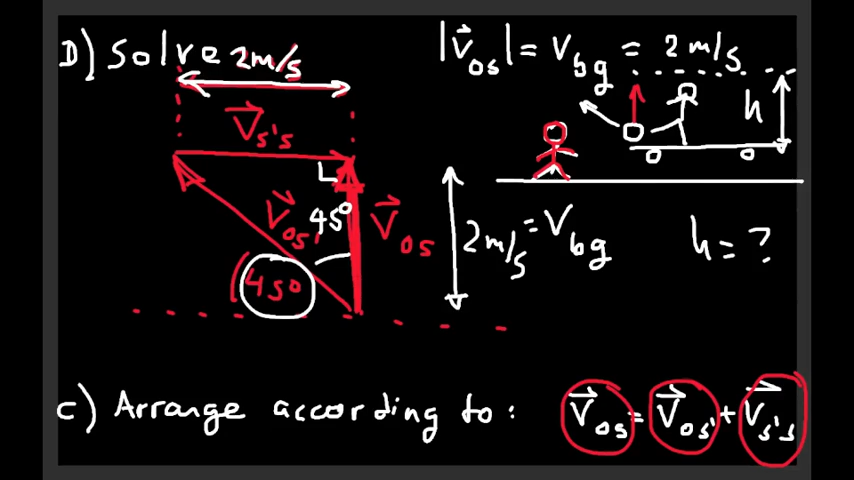 D) Solve
2m/s
|V⃗os| = Vbg = 2 m/s
V⃗s's
h
45°
V⃗os'
V⃗os
2m/s = Vbg
h = ?
45°
C) Arrange according to: V⃗os = V⃗os' + V⃗s's